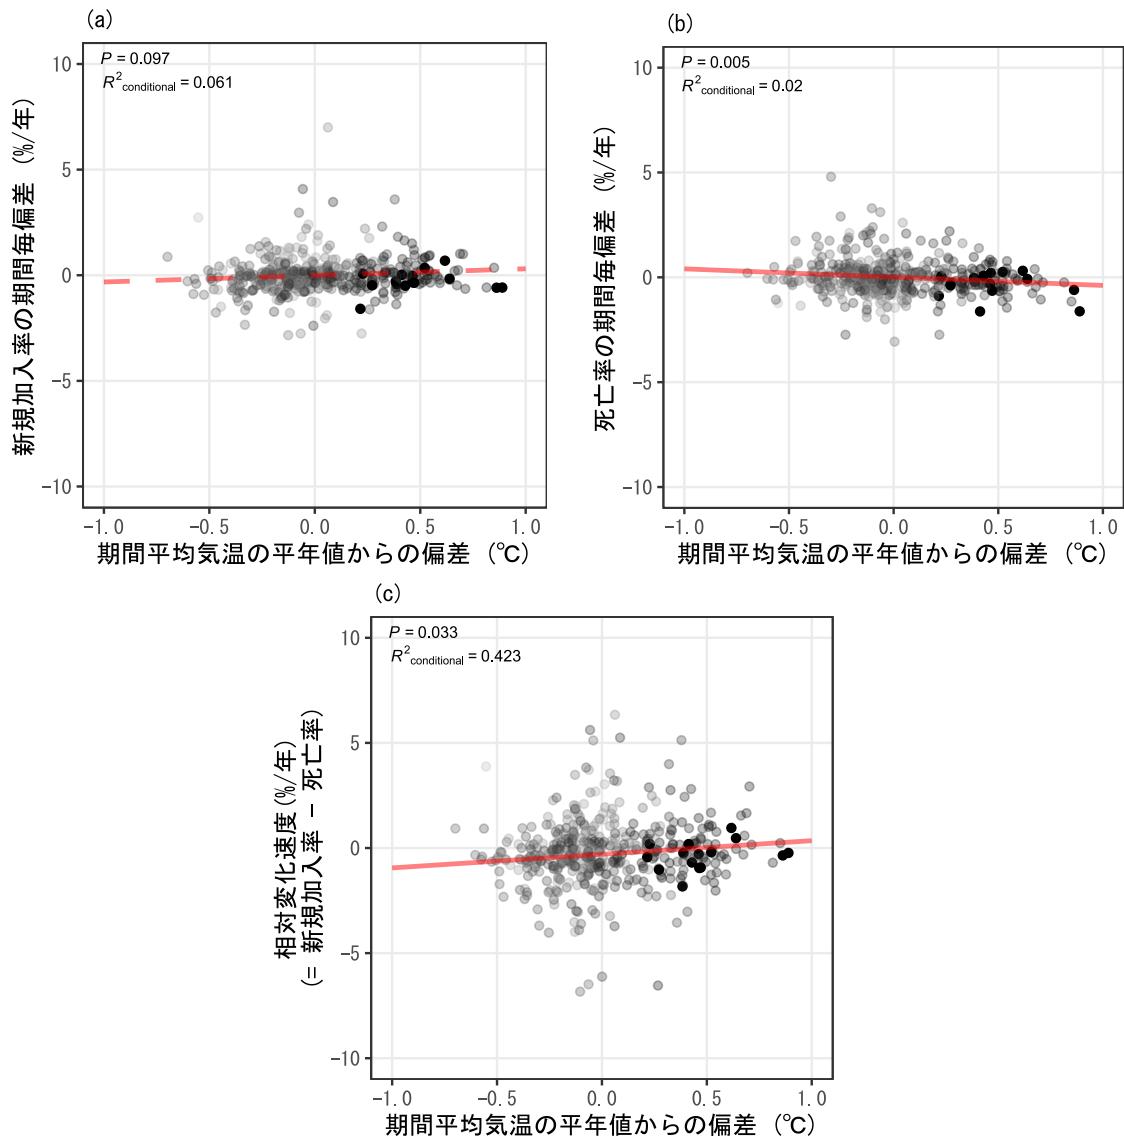 (a)
P = 0.097
R²conditional = 0.061
新規加入率の期間毎偏差 (%/年)
10
5
0
−5
−10
−1.0 −0.5 0.0 0.5 1.0
期間平均気温の平年値からの偏差 (℃)
(b)
P = 0.005
R²conditional = 0.02
死亡率の期間毎偏差 (%/年)
10
5
0
−5
−10
−1.0 −0.5 0.0 0.5 1.0
期間平均気温の平年値からの偏差 (℃)
(c)
P = 0.033
R²conditional = 0.423
相対変化速度(%/年)
(= 新規加入率 − 死亡率)
10
5
0
−5
−10
−1.0 −0.5 0.0 0.5 1.0
期間平均気温の平年値からの偏差 (℃)